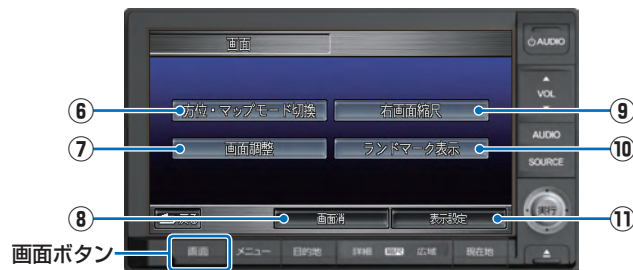 画面
AUDIO
VOL
⑥ 方位・マップモード切換
右画面縮尺 ⑨
⑦ 画面調整
ランドマーク表示 ⑩
AUDIO
SOURCE
⑧ 戻る
画面消
表示設定 ⑪
実行
画面ボタン
画面 メニュー 目的地 詳細 縮尺 広域 現在地